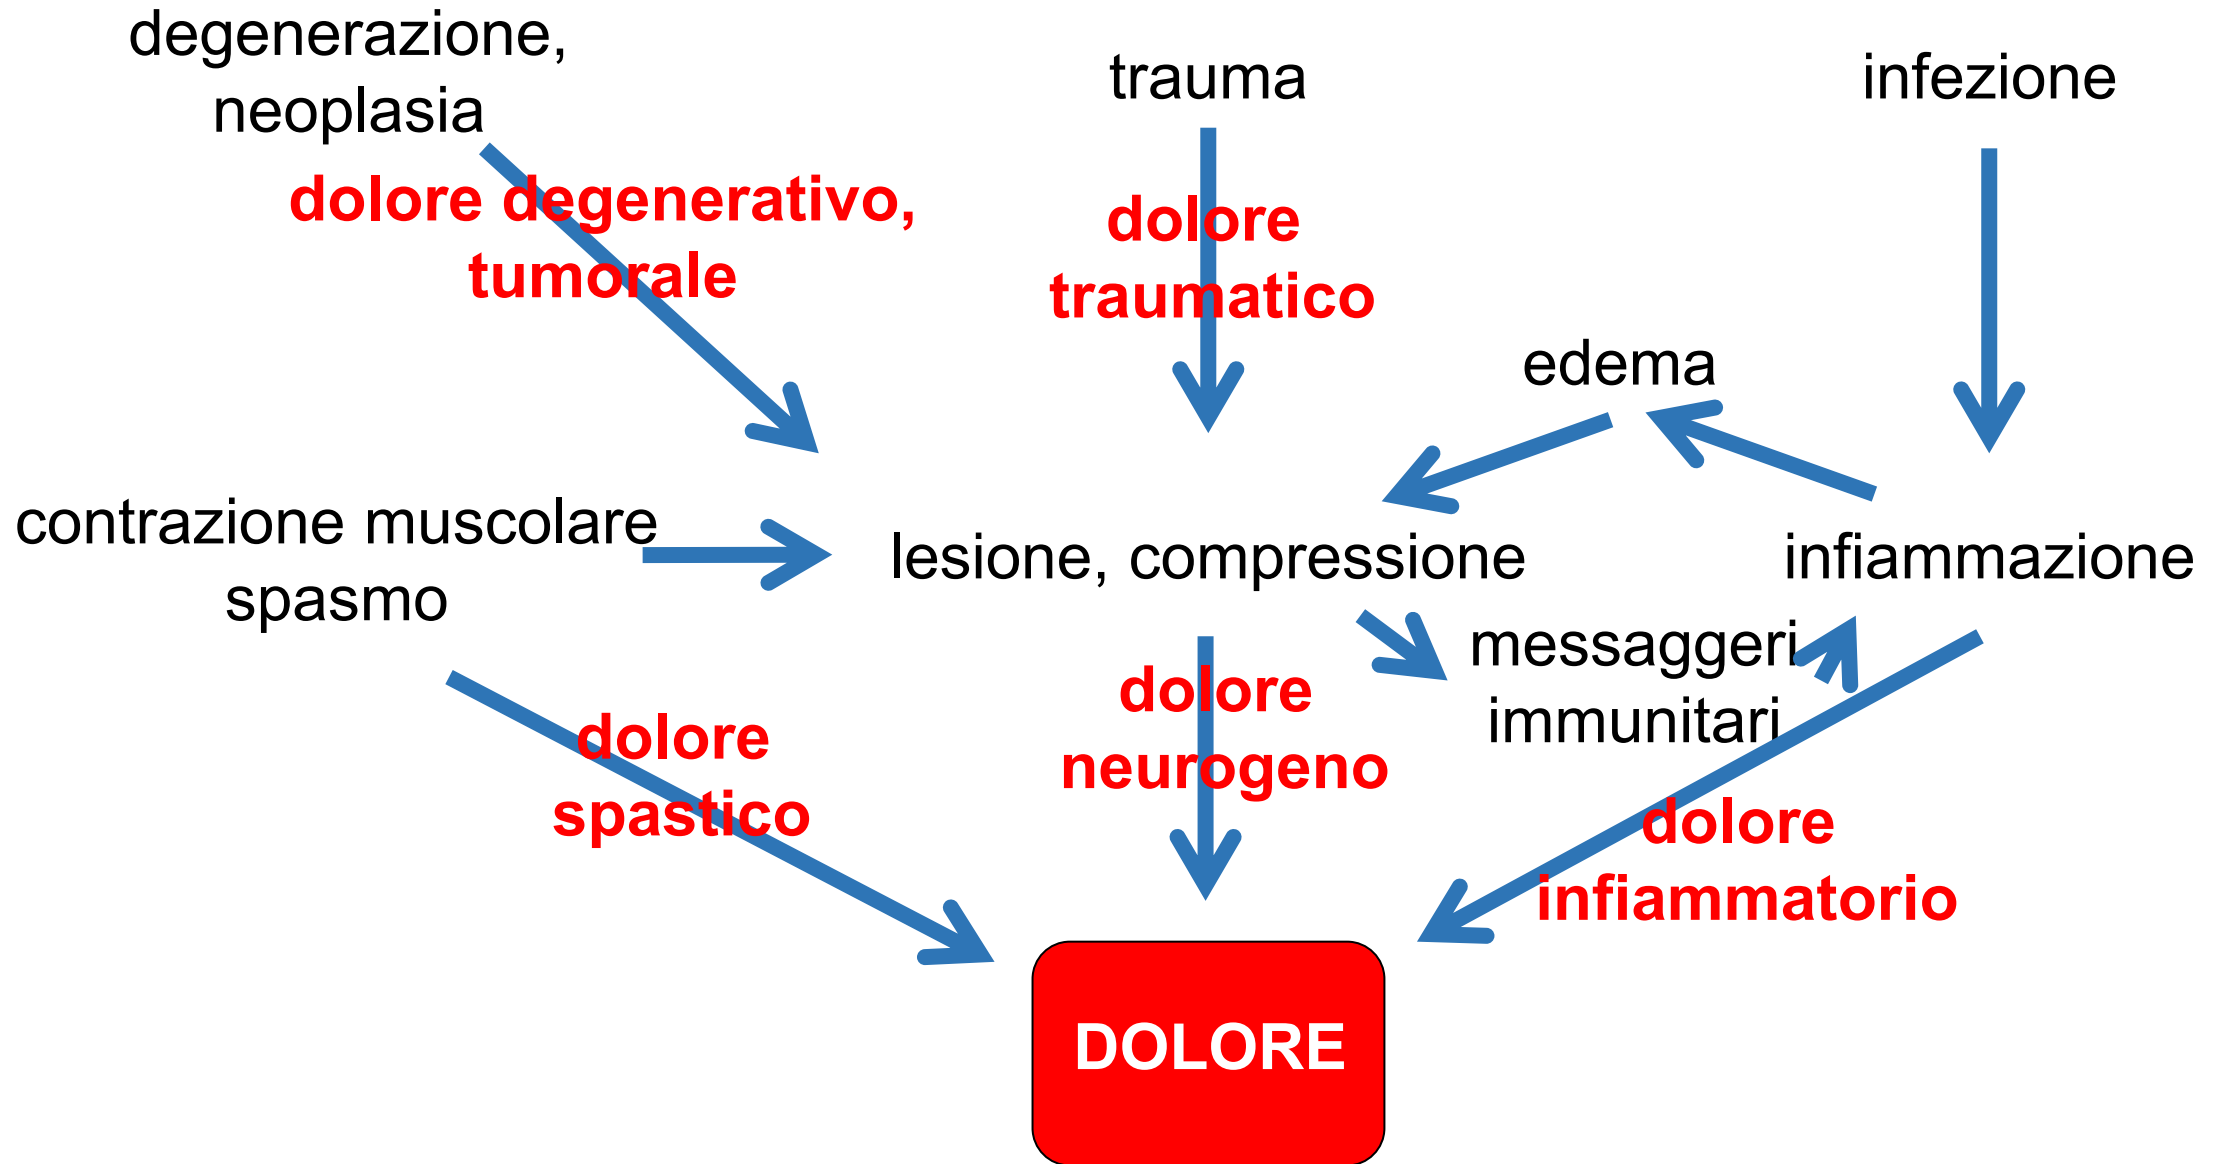 degenerazione,
neoplasia
trauma
infezione
dolore degenerativo,
tumorale
dolore
traumatico
edema
contrazione muscolare
spasmo
lesione, compressione
infiammazione
messaggeri
immunitari
dolore
neurogeno
dolore
spastico
dolore
infiammatorio
DOLORE